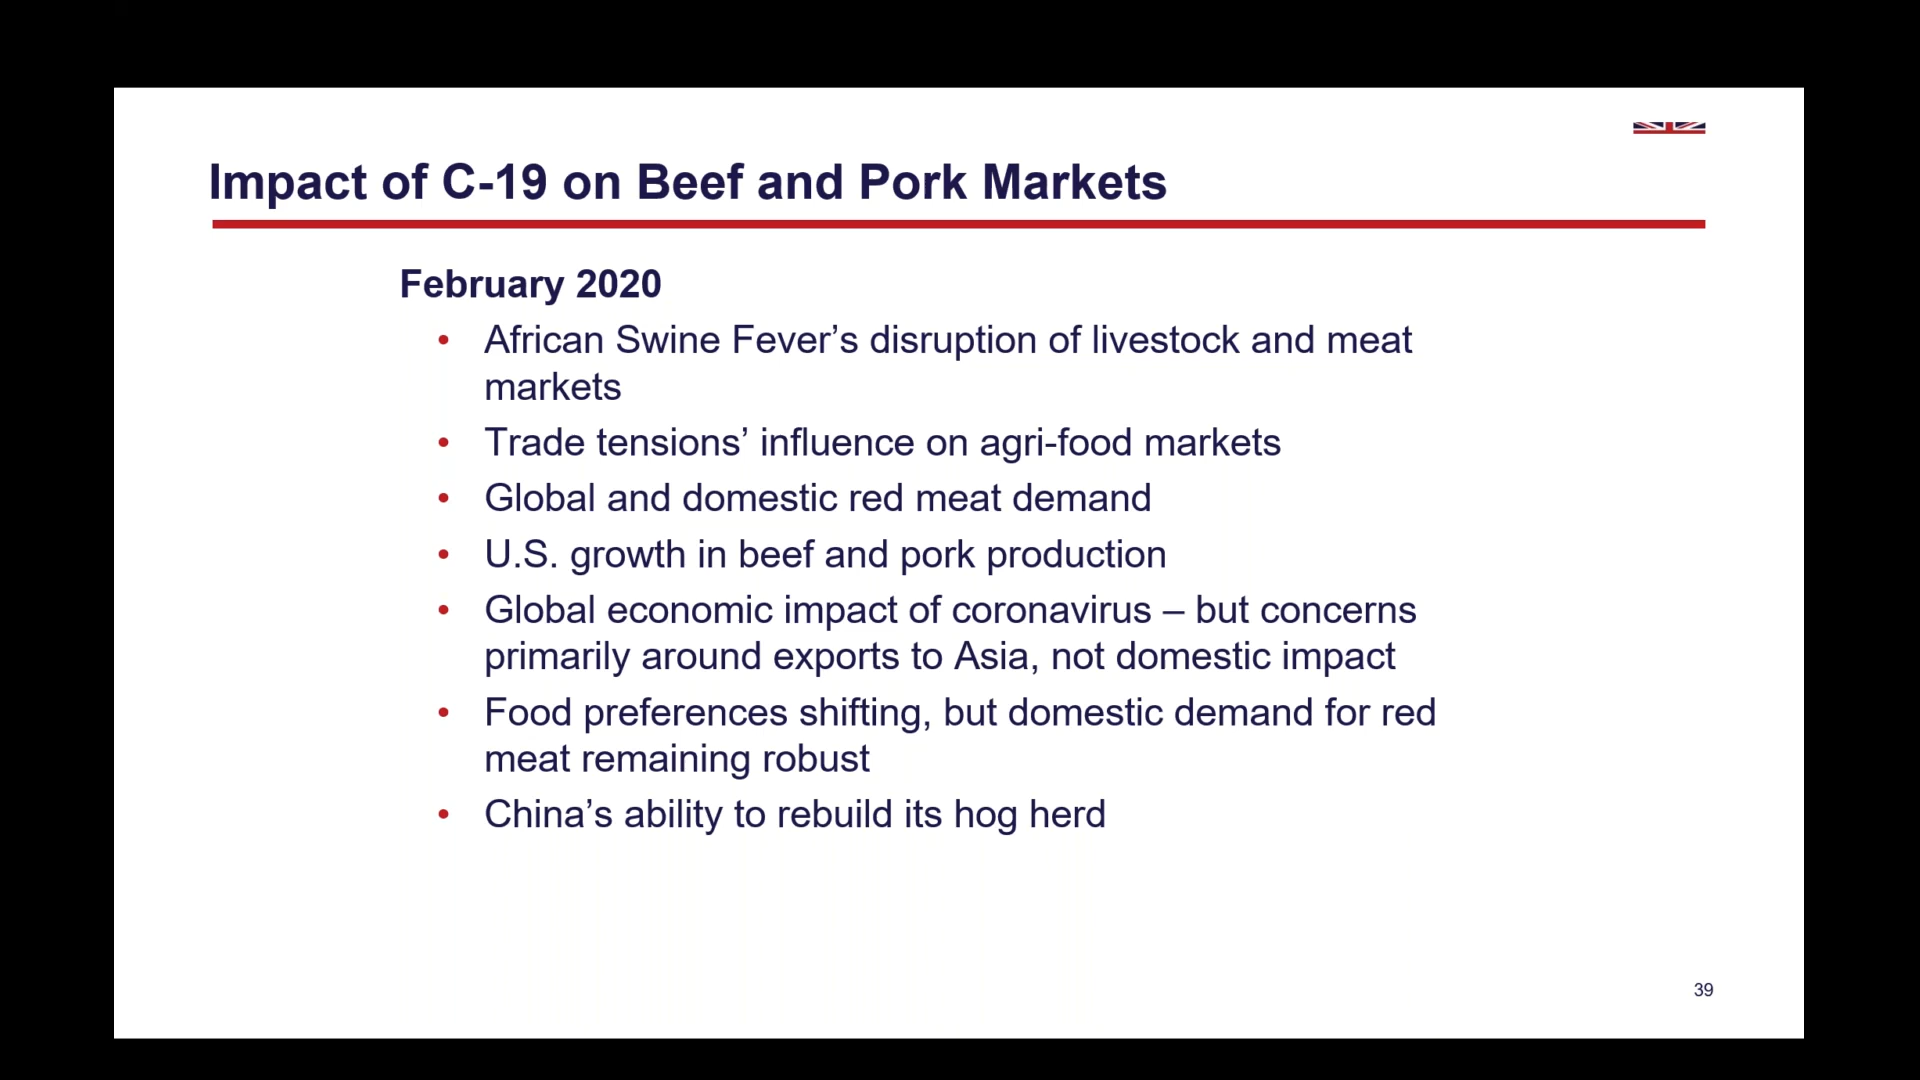 Impact of C-19 on Beef and Pork Markets
February 2020
• African Swine Fever’s disruption of livestock and meat
markets
• Trade tensions’ influence on agri-food markets
• Global and domestic red meat demand
• U.S. growth in beef and pork production
• Global economic impact of coronavirus – but concerns
primarily around exports to Asia, not domestic impact
• Food preferences shifting, but domestic demand for red
meat remaining robust
• China’s ability to rebuild its hog herd
39